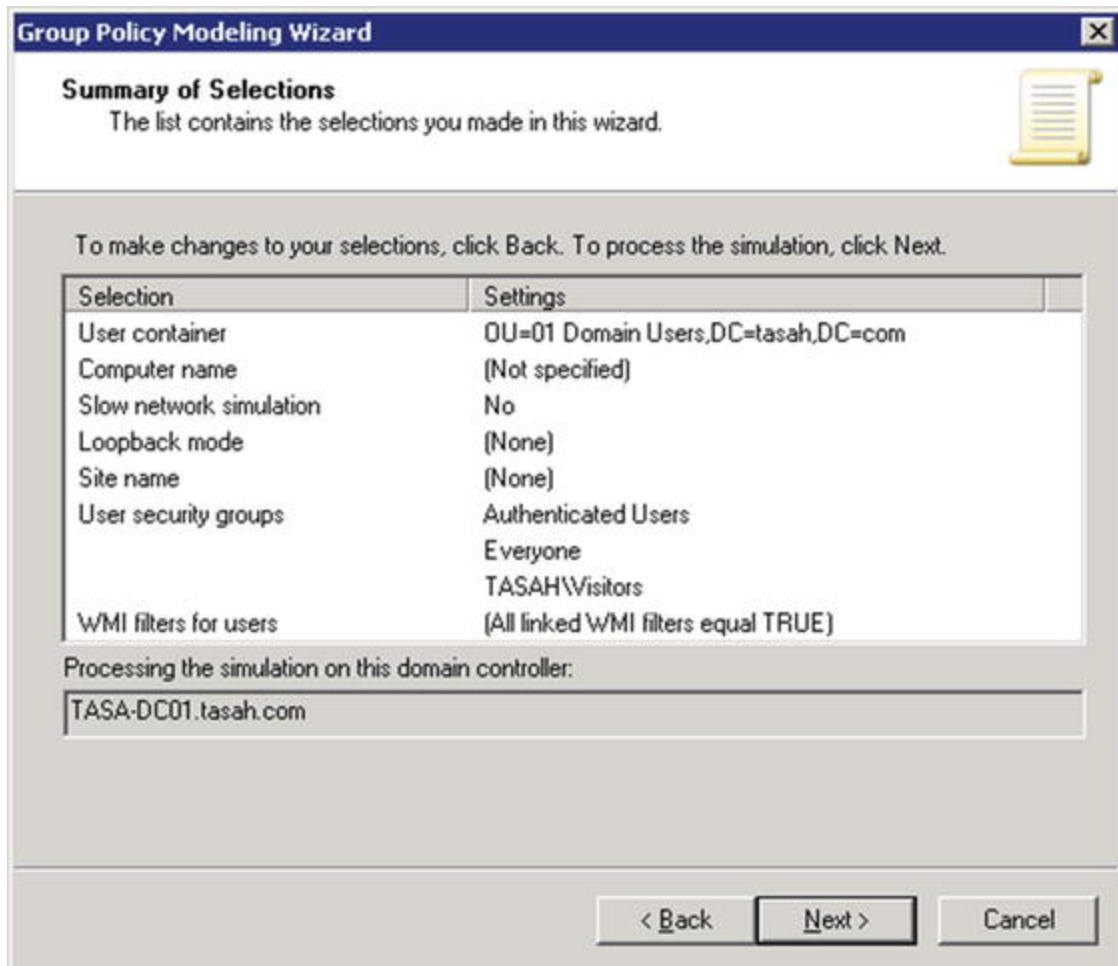 Group Policy Modeling Wizard
Summary of Selections
The list contains the selections you made in this wizard.
To make changes to your selections, click Back. To process the simulation, click Next.
Selection Settings
User container OU=01 Domain Users,DC=tasah,DC=com
Computer name (Not specified)
Slow network simulation No
Loopback mode (None)
Site name (None)
User security groups Authenticated Users
Everyone
TASAH\Visitors
WMI filters for users (All linked WMI filters equal TRUE)
Processing the simulation on this domain controller:
TASA-DC01.tasah.com
< Back Next > Cancel